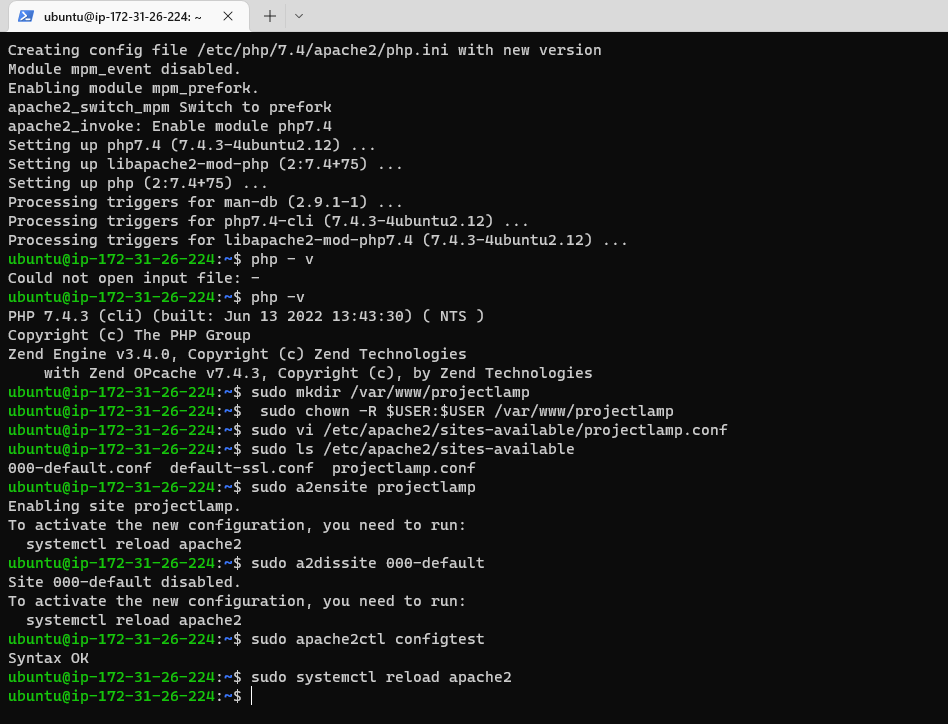 ubuntu@ip-172-31-26-224: ~
Creating config file /etc/php/7.4/apache2/php.ini with new version
Module mpm_event disabled.
Enabling module mpm_prefork.
apache2_switch_mpm Switch to prefork
apache2_invoke: Enable module php7.4
Setting up php7.4 (7.4.3-4ubuntu2.12) ...
Setting up libapache2-mod-php (2:7.4+75) ...
Setting up php (2:7.4+75) ...
Processing triggers for man-db (2.9.1-1) ...
Processing triggers for php7.4-cli (7.4.3-4ubuntu2.12) ...
Processing triggers for libapache2-mod-php7.4 (7.4.3-4ubuntu2.12) ...
ubuntu@ip-172-31-26-224:~$ php - v
Could not open input file: -
ubuntu@ip-172-31-26-224:~$ php -v
PHP 7.4.3 (cli) (built: Jun 13 2022 13:43:30) ( NTS )
Copyright (c) The PHP Group
Zend Engine v3.4.0, Copyright (c) Zend Technologies
    with Zend OPcache v7.4.3, Copyright (c), by Zend Technologies
ubuntu@ip-172-31-26-224:~$ sudo mkdir /var/www/projectlamp
ubuntu@ip-172-31-26-224:~$  sudo chown -R $USER:$USER /var/www/projectlamp
ubuntu@ip-172-31-26-224:~$ sudo vi /etc/apache2/sites-available/projectlamp.conf
ubuntu@ip-172-31-26-224:~$ sudo ls /etc/apache2/sites-available
000-default.conf  default-ssl.conf  projectlamp.conf
ubuntu@ip-172-31-26-224:~$ sudo a2ensite projectlamp
Enabling site projectlamp.
To activate the new configuration, you need to run:
  systemctl reload apache2
ubuntu@ip-172-31-26-224:~$ sudo a2dissite 000-default
Site 000-default disabled.
To activate the new configuration, you need to run:
  systemctl reload apache2
ubuntu@ip-172-31-26-224:~$ sudo apache2ctl configtest
Syntax OK
ubuntu@ip-172-31-26-224:~$ sudo systemctl reload apache2
ubuntu@ip-172-31-26-224:~$